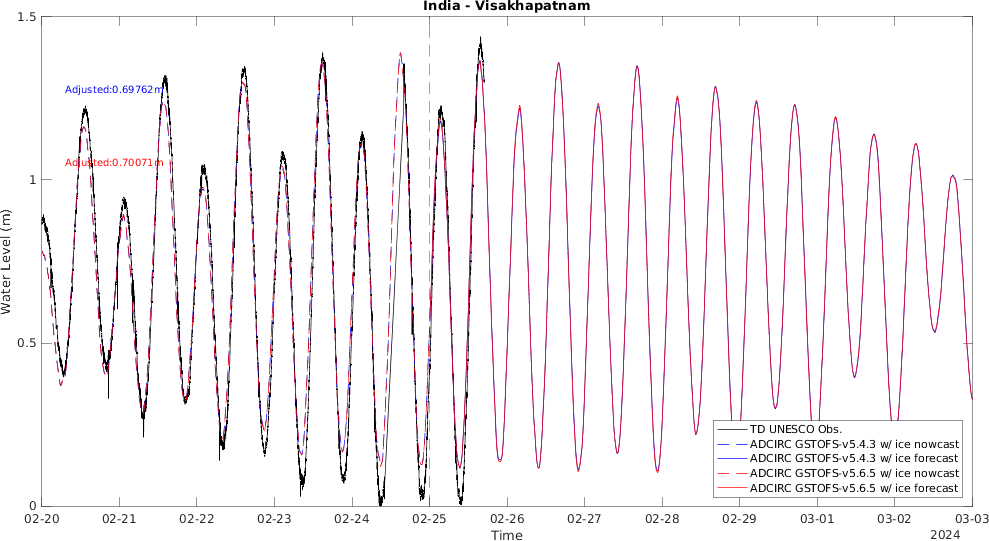 India - Visakhapatnam
1.5
1
0.5
0
Water Level (m)
Adjusted:0.69762m
Adjusted:0.70071m
TD UNESCO Obs.
ADCIRC GSTOFS-v5.4.3 w/ ice nowcast
ADCIRC GSTOFS-v5.4.3 w/ ice forecast
ADCIRC GSTOFS-v5.6.5 w/ ice nowcast
ADCIRC GSTOFS-v5.6.5 w/ ice forecast
02-20 02-21 02-22 02-23 02-24 02-25 02-26 02-27 02-28 02-29 03-01 03-02 03-03
Time
2024